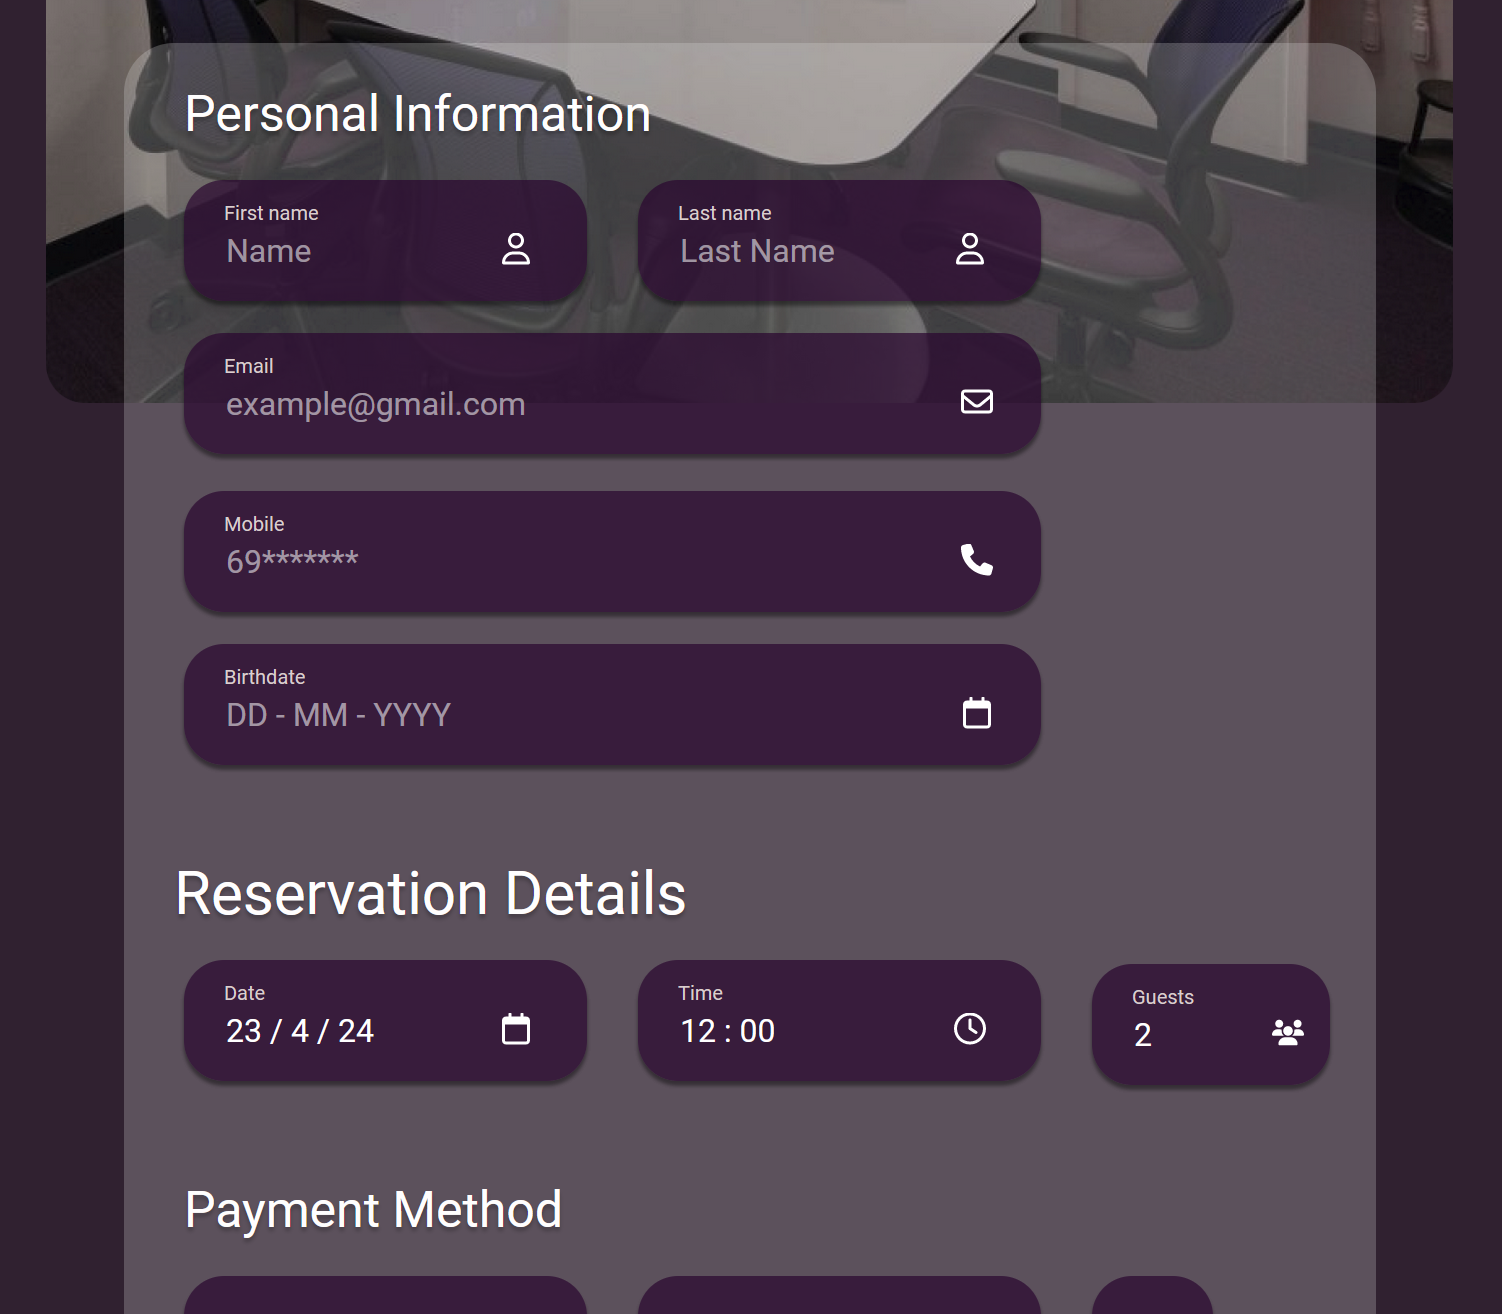 Personal Information
First name
Name
Last name
Last Name
Email
example@gmail.com
Mobile
69*******
Birthdate
DD - MM - YYYY
Reservation Details
Date
23 / 4 / 24
Time
12 : 00
Guests
2
Payment Method